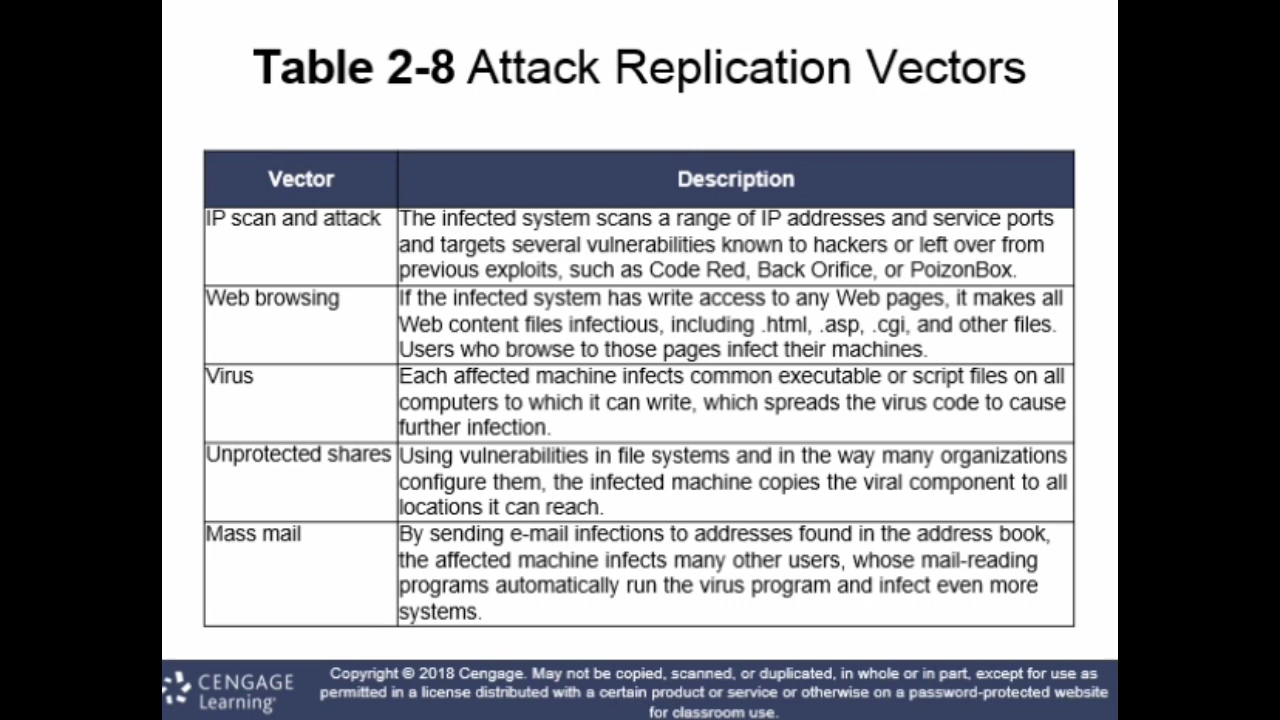 Table 2-8 Attack Replication Vectors
Vector Description
IP scan and attack The infected system scans a range of IP addresses and service ports
and targets several vulnerabilities known to hackers or left over from
previous exploits, such as Code Red, Back Orifice, or PoizonBox.
Web browsing If the infected system has write access to any Web pages, it makes all
Web content files infectious, including .html, .asp, .cgi, and other files.
Users who browse to those pages infect their machines.
Virus Each affected machine infects common executable or script files on all
computers to which it can write, which spreads the virus code to cause
further infection.
Unprotected shares Using vulnerabilities in file systems and in the way many organizations
configure them, the infected machine copies the viral component to all
locations it can reach.
Mass mail By sending e-mail infections to addresses found in the address book,
the affected machine infects many other users, whose mail-reading
programs automatically run the virus program and infect even more
systems.
CENGAGE
Learning
Copyright © 2018 Cengage. May not be copied, scanned, or duplicated, in whole or in part, except for use as
permitted in a license distributed with a certain product or service or otherwise on a password-protected website
for classroom use.